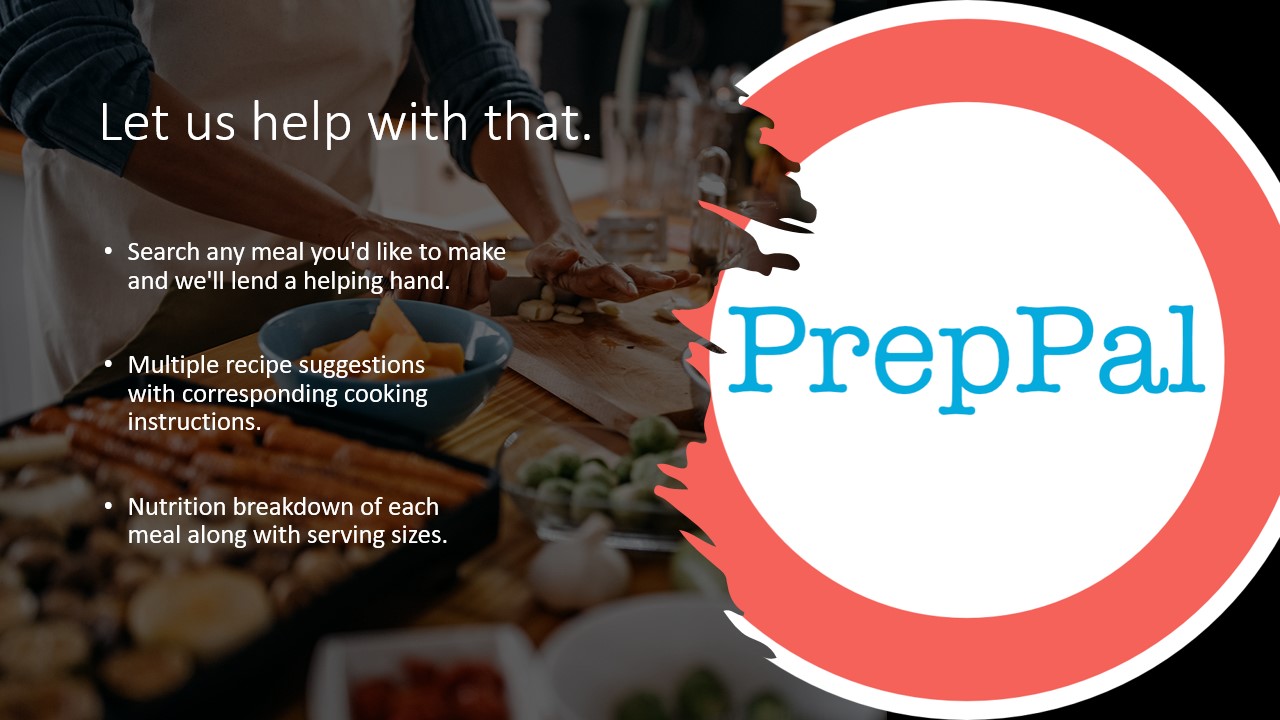 Let us help with that.
• Search any meal you'd like to make
and we'll lend a helping hand.
• Multiple recipe suggestions
with corresponding cooking
instructions.
• Nutrition breakdown of each
meal along with serving sizes.
PrepPal